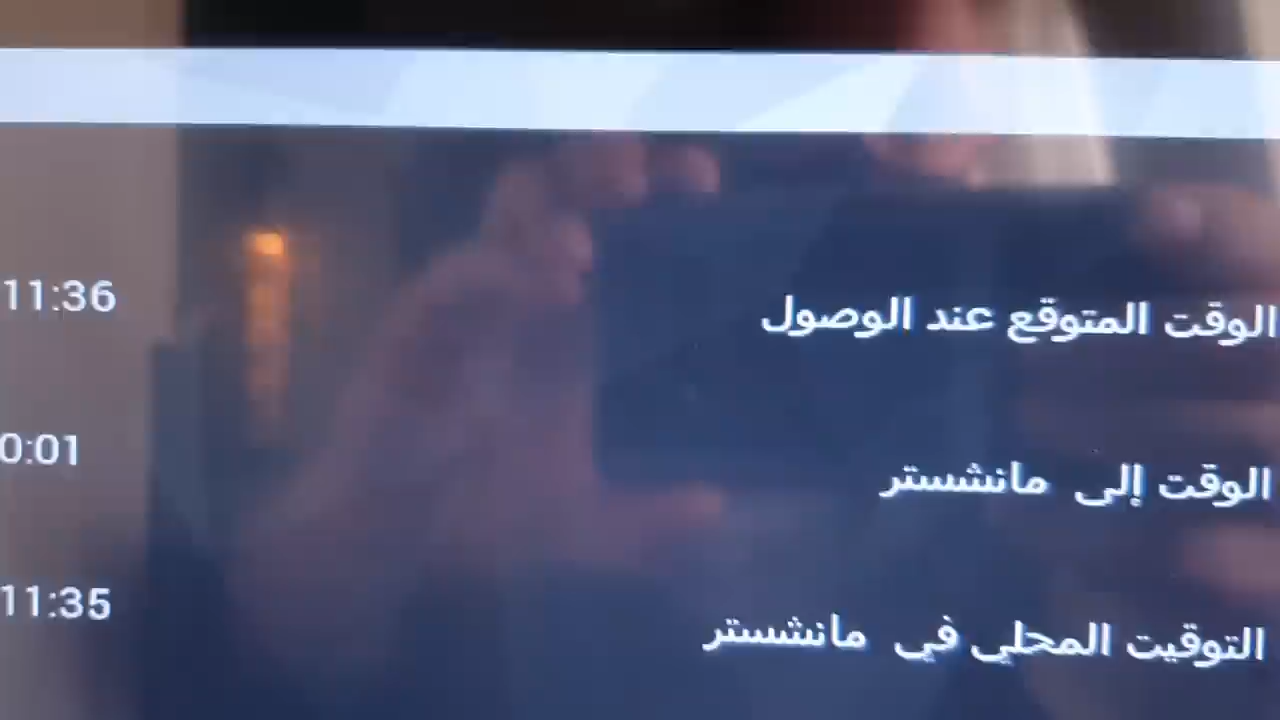 الوقت المتوقع عند الوصول 11:36
الوقت إلى مانشستر 0:01
التوقيت المحلي في مانشستر 11:35